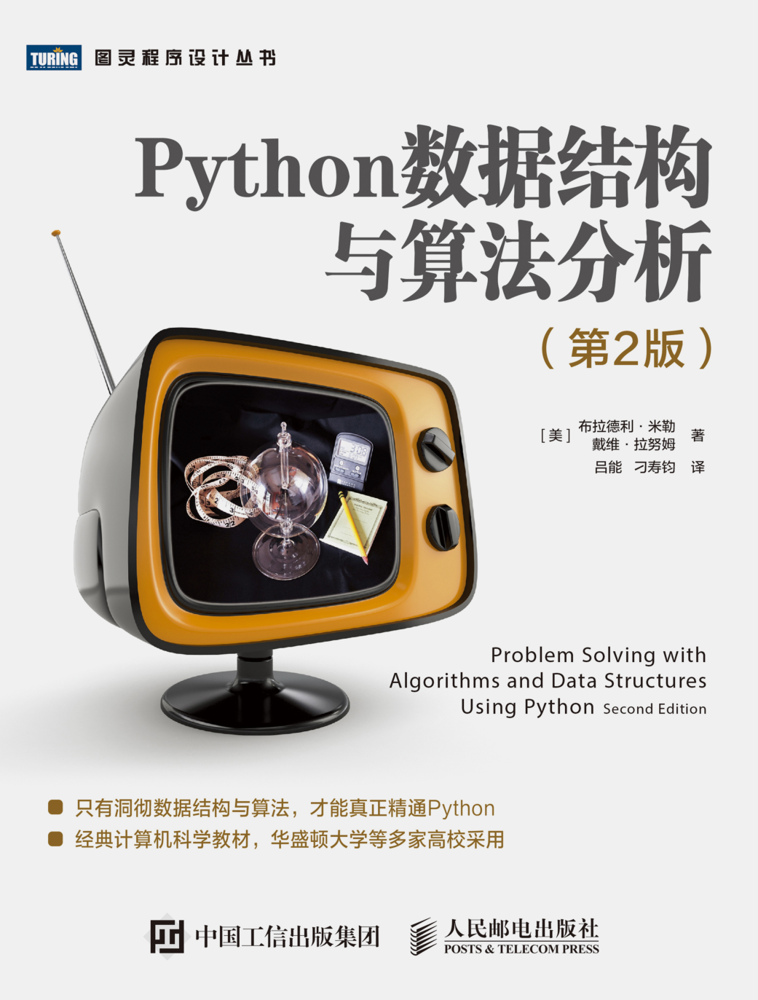 TURING 图灵程序设计丛书
Python数据结构
与算法分析
（第2版）
[美] 布拉德利·米勒
戴维·拉努姆 著
吕能 刁寿钧 译
3:08
Problem Solving with
Algorithms and Data Structures
Using Python Second Edition
只有洞彻数据结构与算法，才能真正精通Python
经典计算机科学教材，华盛顿大学等多家高校采用
中国工信出版集团
人民邮电出版社
POSTS & TELECOM PRESS